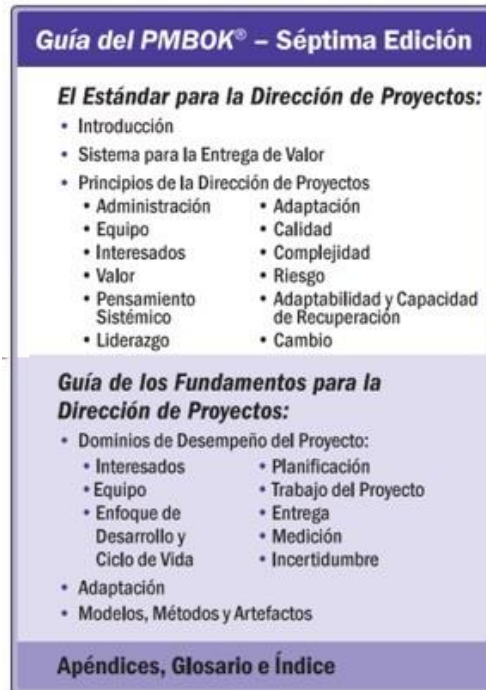 Guía del PMBOK® – Séptima Edición
El Estándar para la Dirección de Proyectos:
• Introducción
• Sistema para la Entrega de Valor
• Principios de la Dirección de Proyectos
• Administración
• Equipo
• Interesados
• Valor
• Pensamiento
Sistémico
• Liderazgo
• Adaptación
• Calidad
• Complejidad
• Riesgo
• Adaptabilidad y Capacidad
de Recuperación
• Cambio
Guía de los Fundamentos para la
Dirección de Proyectos:
• Dominios de Desempeño del Proyecto:
• Interesados
• Equipo
• Enfoque de
Desarrollo y
Ciclo de Vida
• Planificación
• Trabajo del Proyecto
• Entrega
• Medición
• Incertidumbre
• Adaptación
• Modelos, Métodos y Artefactos
Apéndices, Glosario e Índice